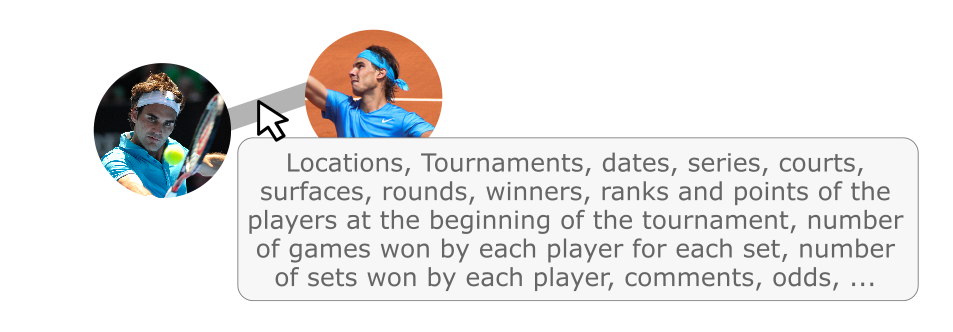 Locations, Tournaments, dates, series, courts,
surfaces, rounds, winners, ranks and points of the
players at the beginning of the tournament, number
of games won by each player for each set, number
of sets won by each player, comments, odds, ...